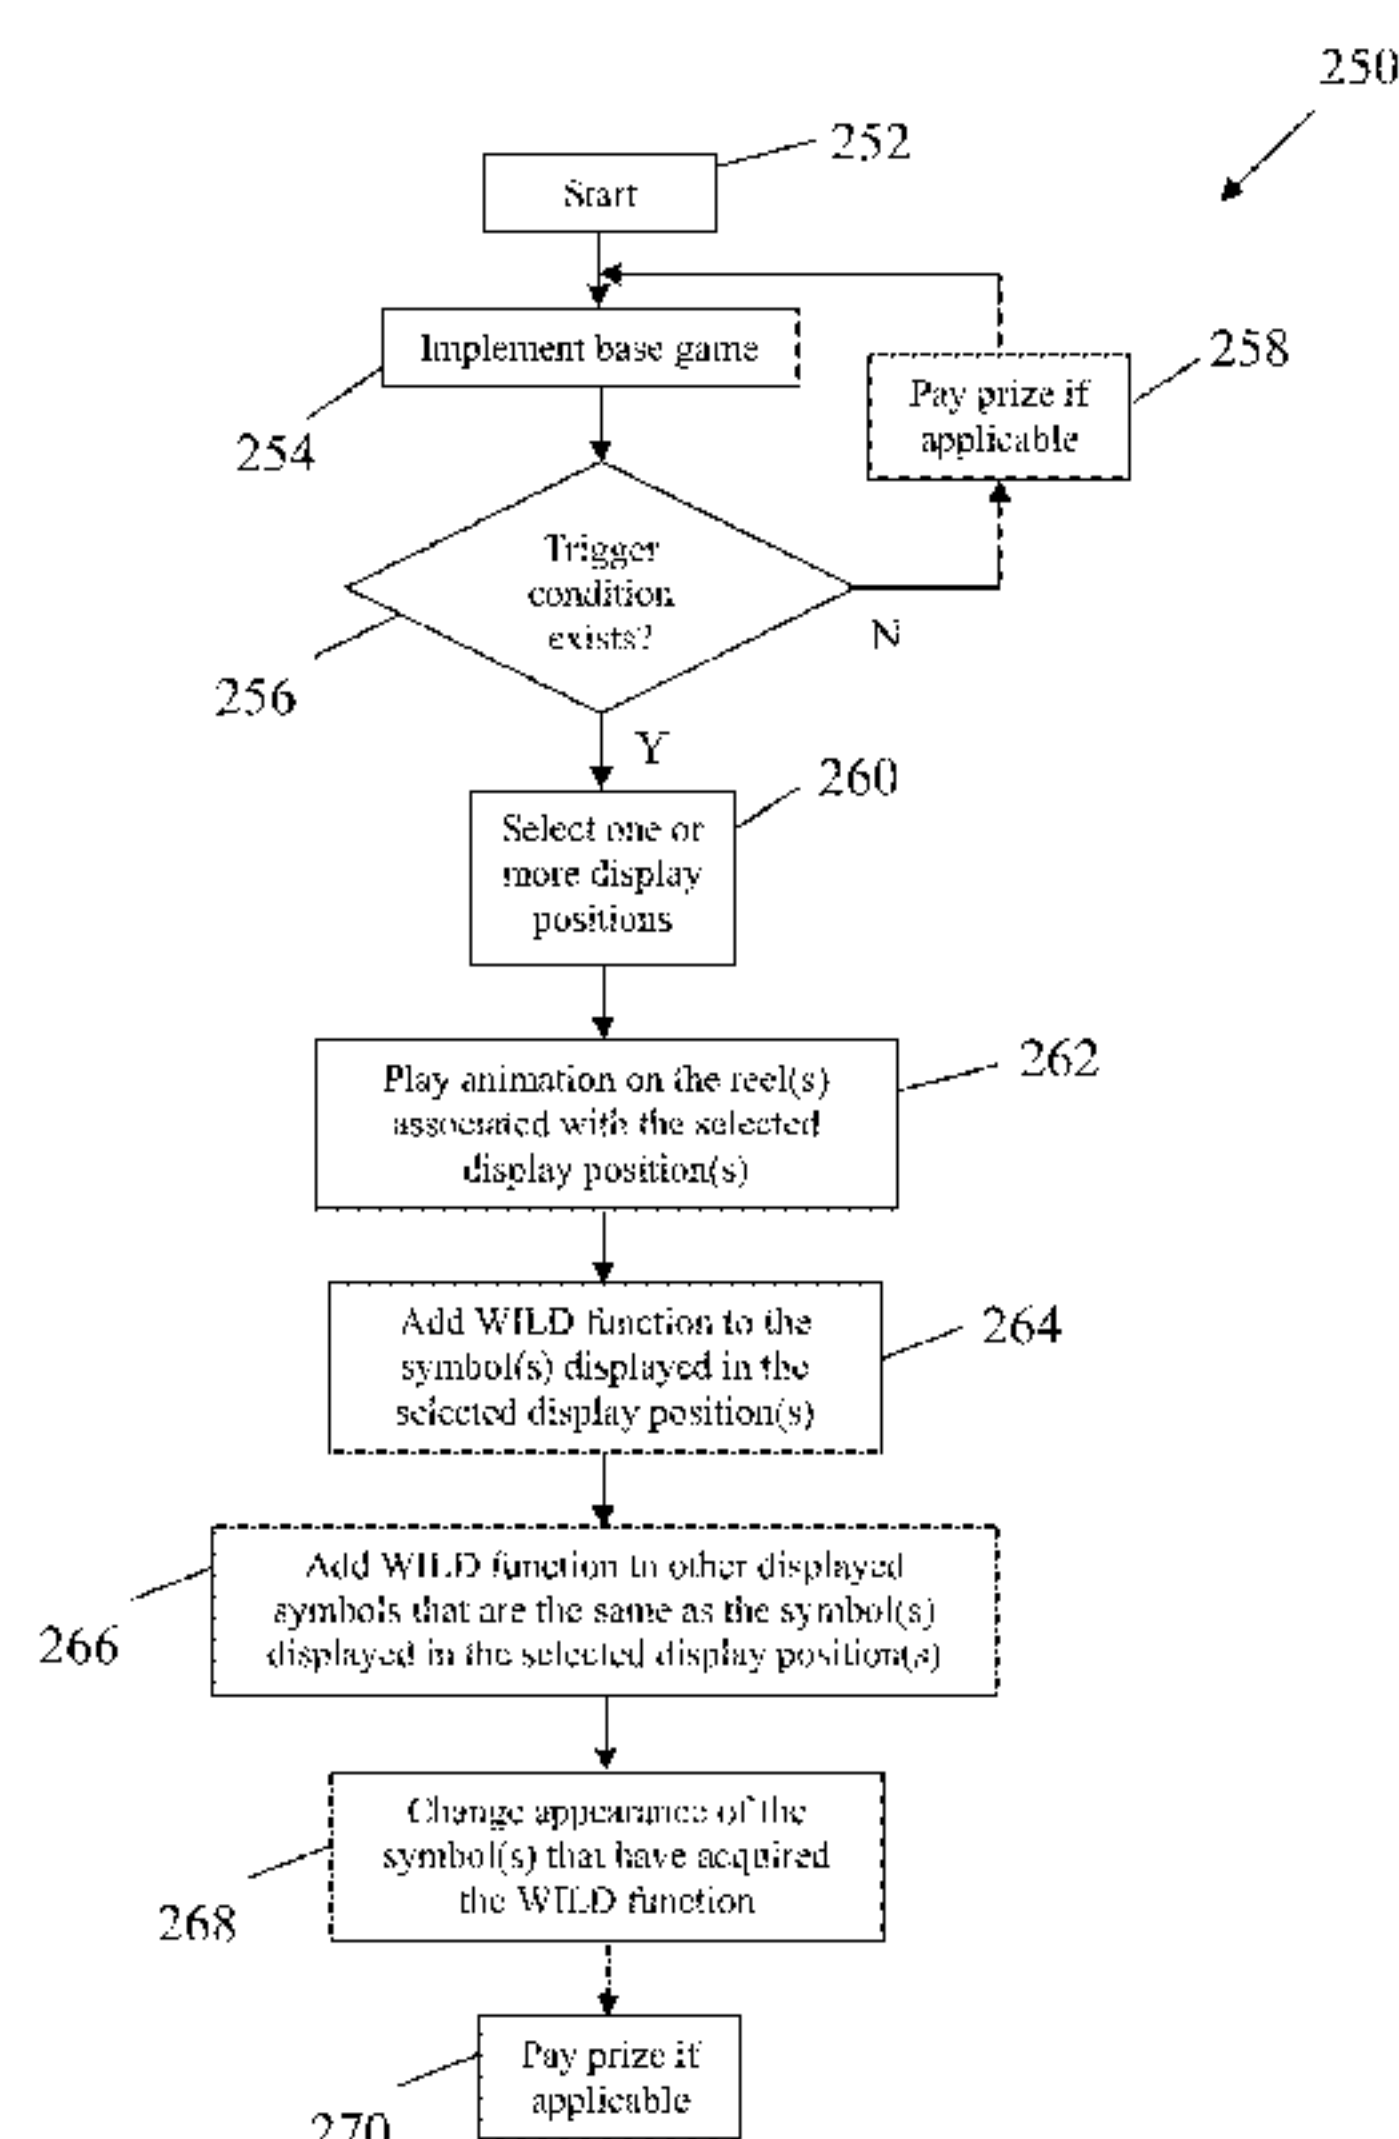 250
252
Start
Implement base game
254
258
Pay prize if
applicable
Trigger
condition
exists?
N
256
Y
260
Select one or
more display
positions
262
Play animation on the reel(s)
associated with the selected
display position(s)
264
Add WILD function to the
symbol(s) displayed in the
selected display position(s)
Add WILD function to other displayed
symbols that are the same as the symbol(s)
displayed in the selected display position(s)
266
Change appearance of the
symbol(s) that have acquired
the WILD function
268
Pay prize if
applicable
270